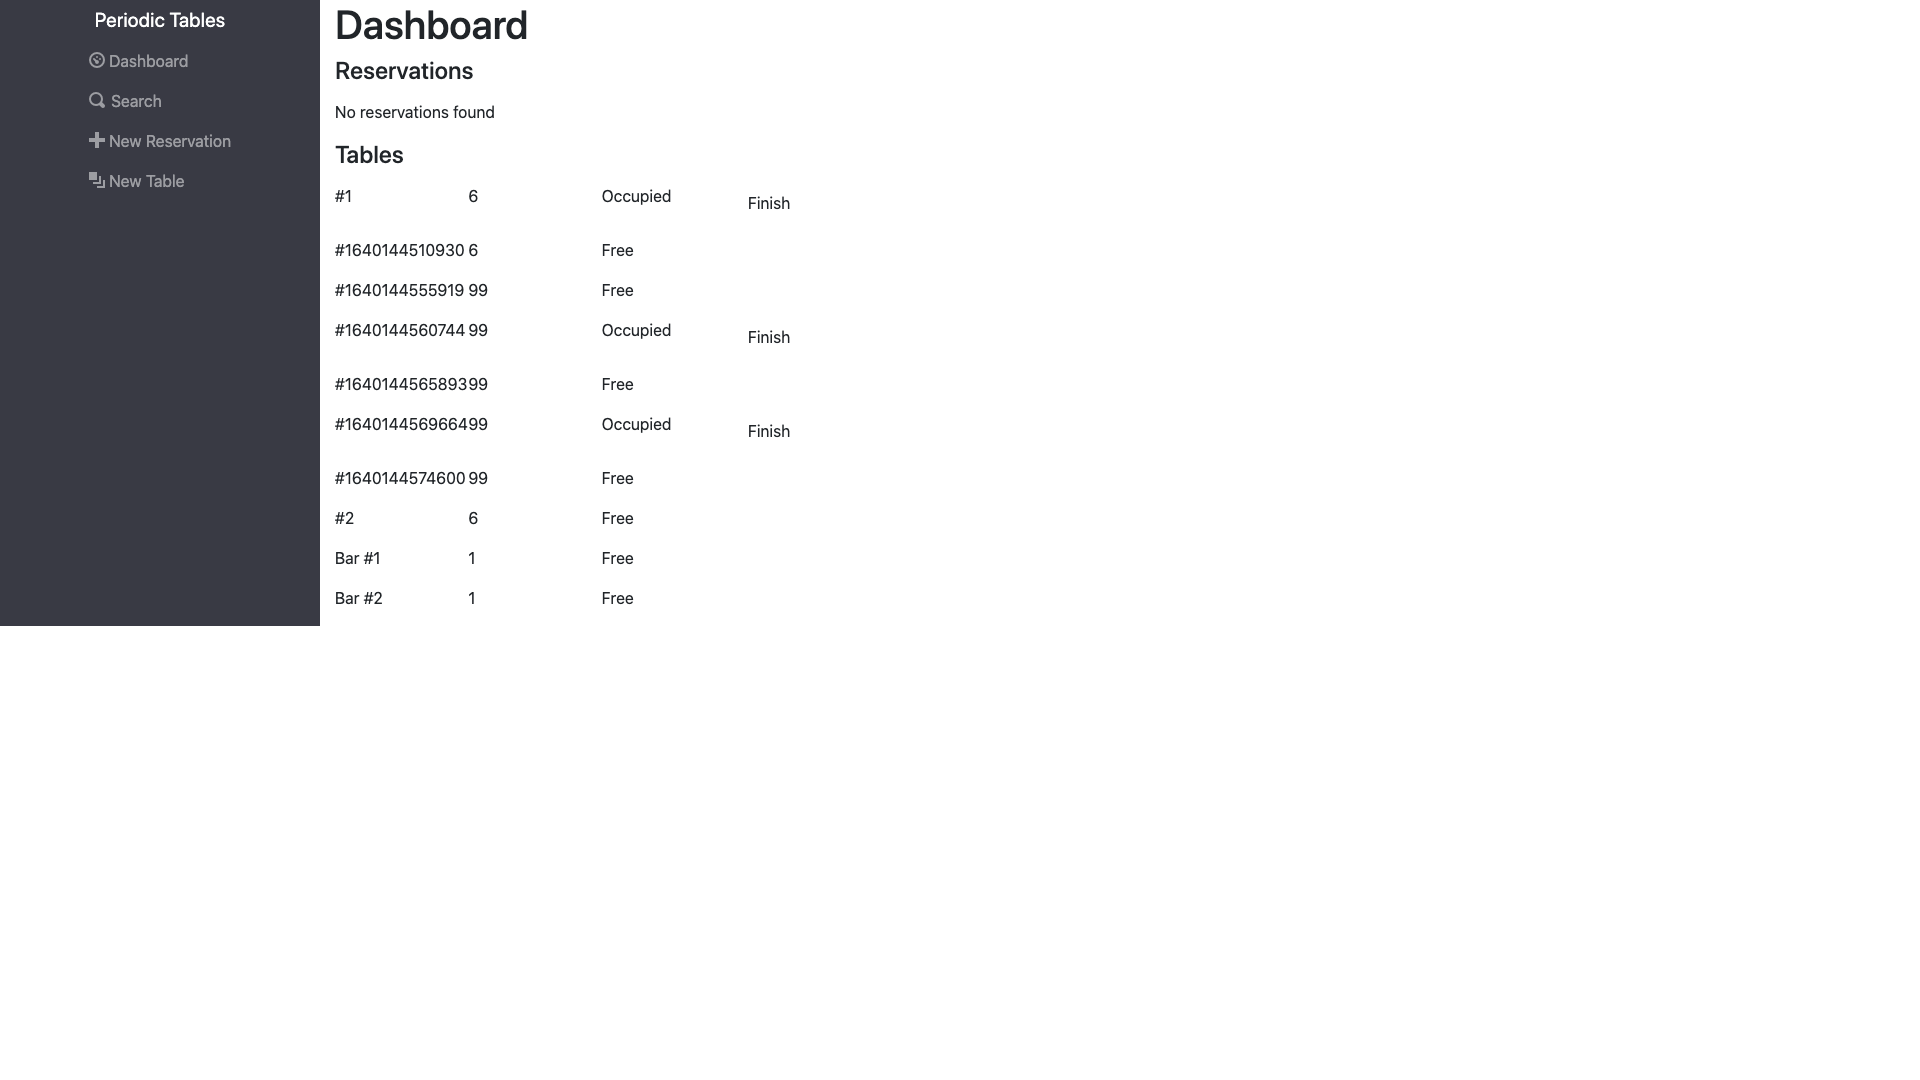 Periodic Tables
Dashboard
Search
New Reservation
New Table
Dashboard
Reservations
No reservations found
Tables
#1 6 Occupied Finish
#1640144510930 6 Free
#1640144555919 99 Free
#1640144560744 99 Occupied Finish
#1640144565893 99 Free
#1640144569664 99 Occupied Finish
#1640144574600 99 Free
#2 6 Free
Bar #1 1 Free
Bar #2 1 Free